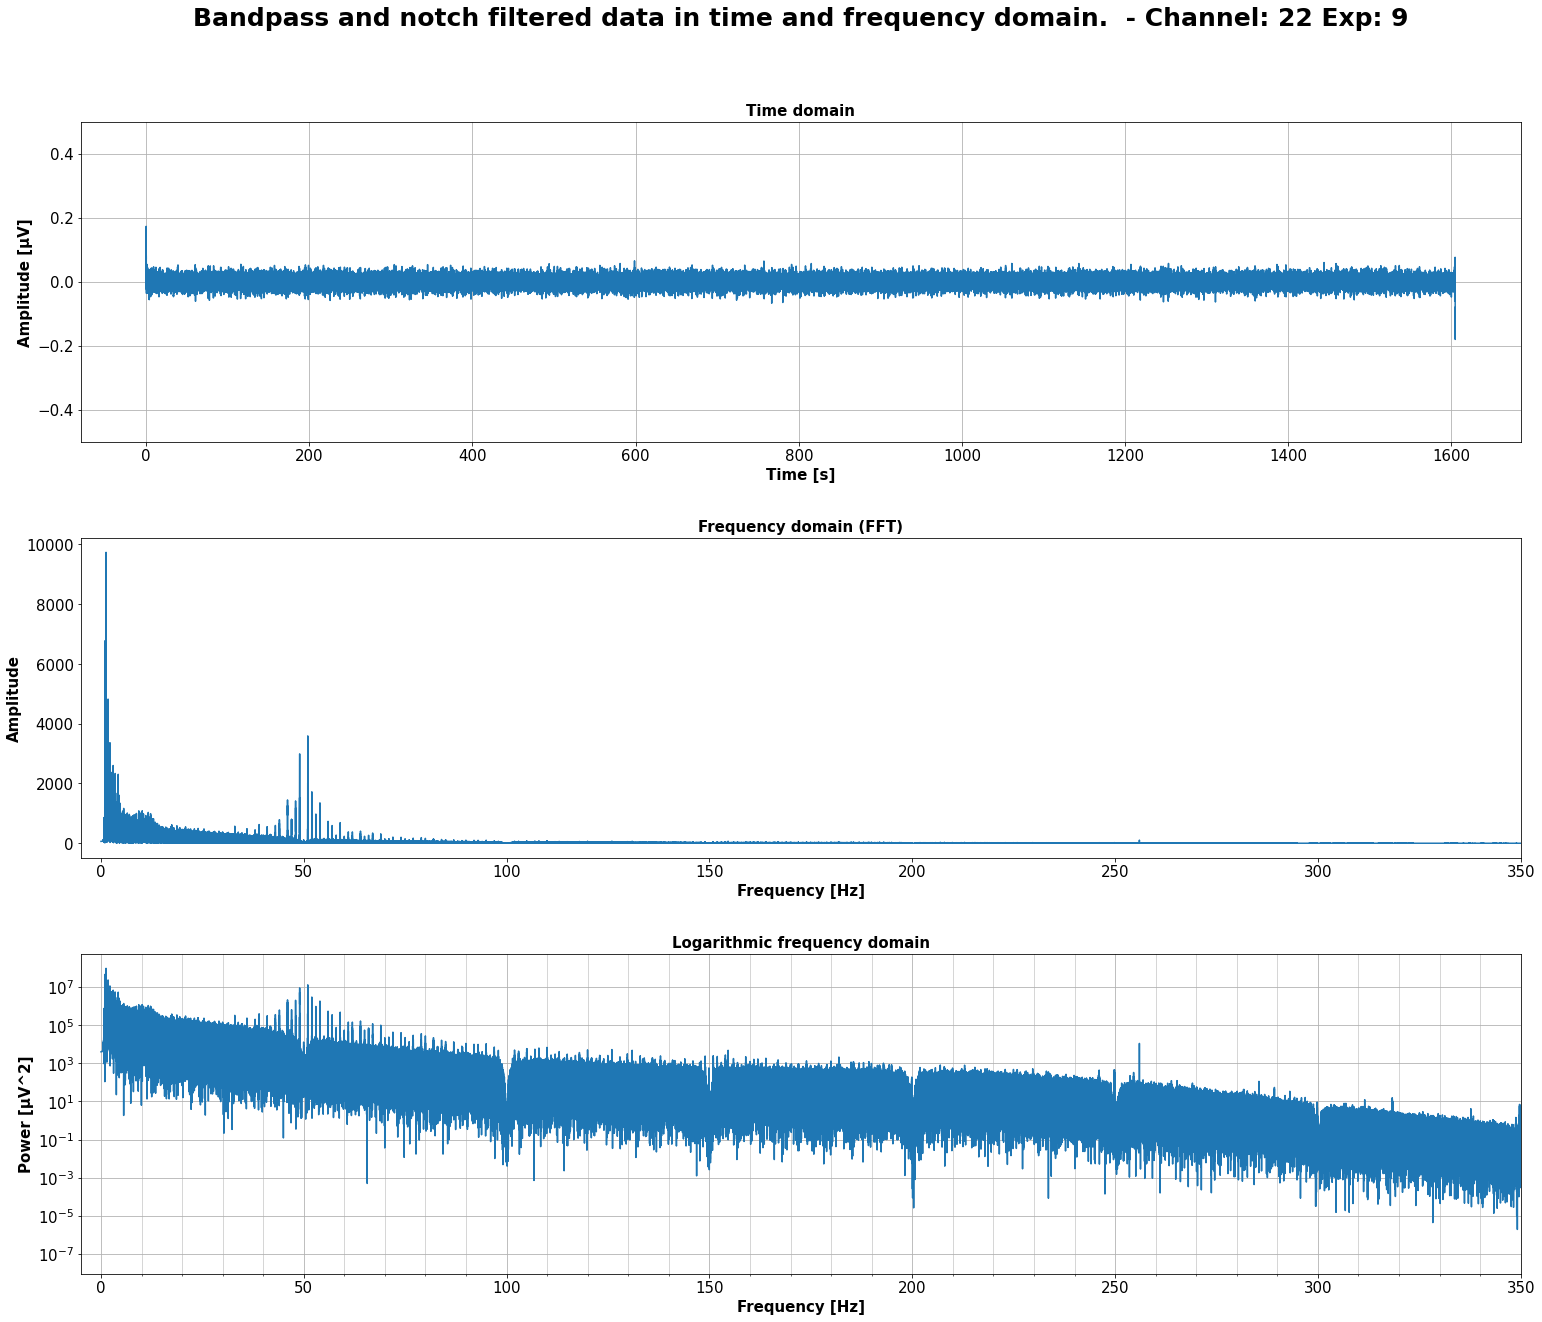 Bandpass and notch filtered data in time and frequency domain.  - Channel: 22 Exp: 9
Time domain
0.4
0.2
0.0
−0.2
−0.4
Amplitude [µV]
0 200 400 600 800 1000 1200 1400 1600
Time [s]
Frequency domain (FFT)
10000
8000
6000
4000
2000
0
Amplitude
0 50 100 150 200 250 300 350
Frequency [Hz]
Logarithmic frequency domain
10^7
10^5
10^3
10^1
10^−1
10^−3
10^−5
10^−7
Power [µV^2]
0 50 100 150 200 250 300 350
Frequency [Hz]